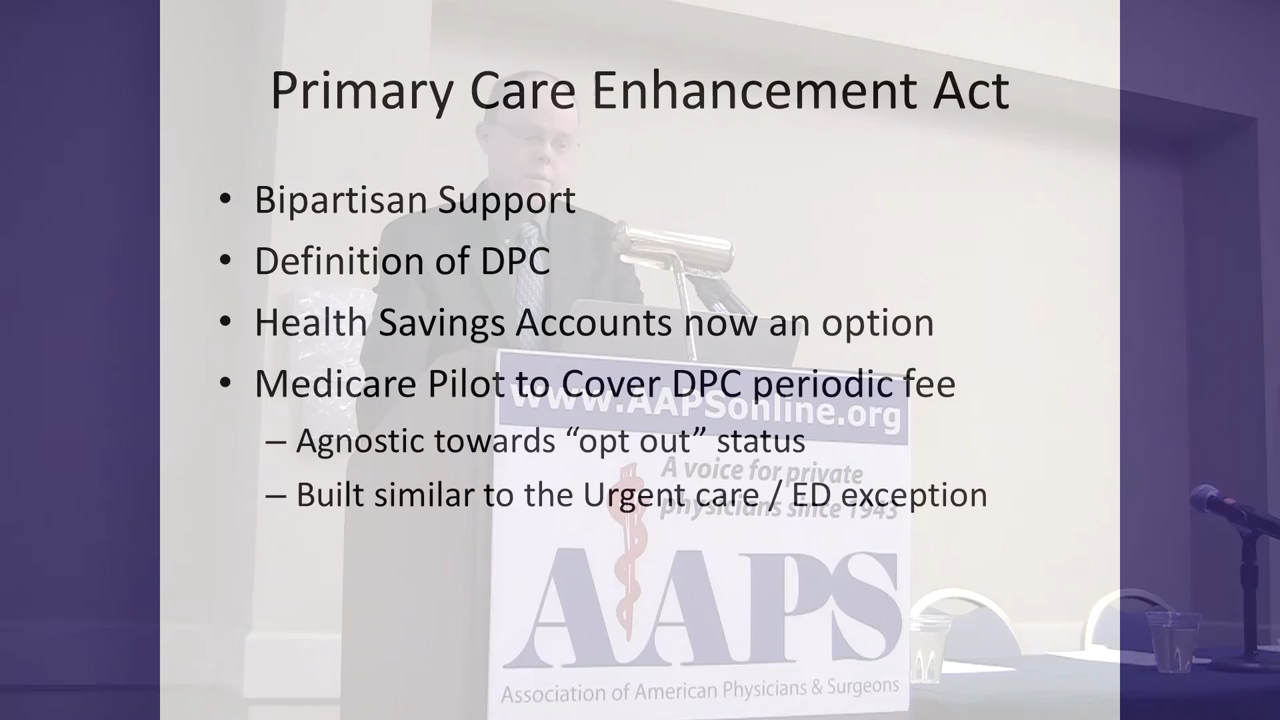 Primary Care Enhancement Act
• Bipartisan Support
• Definition of DPC
• Health Savings Accounts now an option
• Medicare Pilot to Cover DPC periodic fee
– Agnostic towards “opt out” status
– Built similar to the Urgent care / ED exception
www.AAPSonline.org
A voice for private
physicians since 1943
AAPS
Association of American Physicians & Surgeons